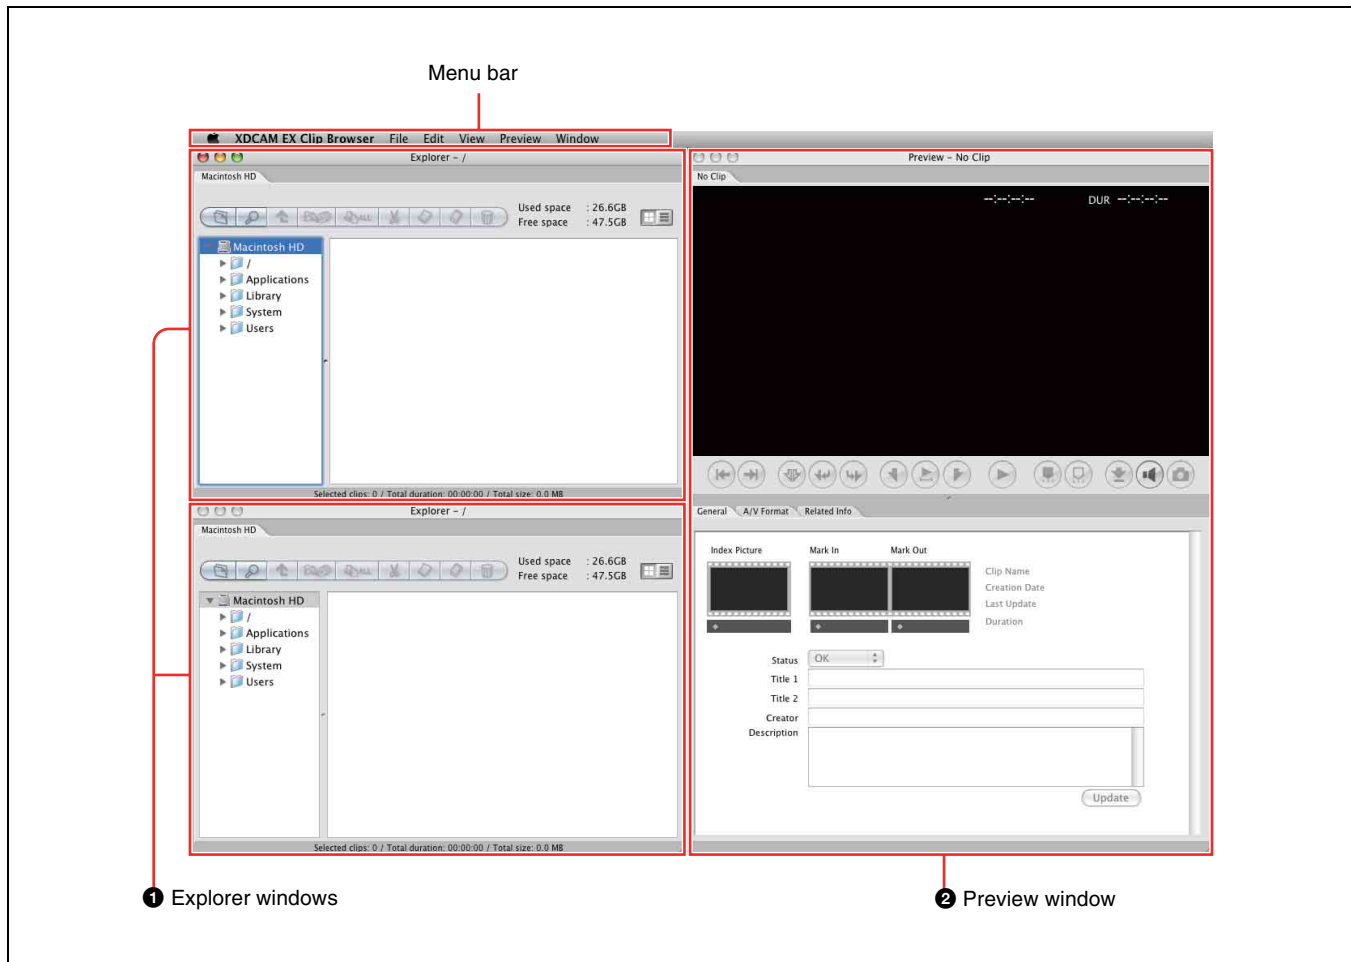 Menu bar
XDCAM EX Clip Browser File Edit View Preview Window
Explorer – /
Macintosh HD
Used space : 26.6GB
Free space : 47.5GB
ALL
Macintosh HD
/
Applications
Library
System
Users
Selected clips: 0 / Total duration: 00:00:00 / Total size: 0.0 MB
Explorer – /
Macintosh HD
Used space : 26.6GB
Free space : 47.5GB
ALL
Macintosh HD
/
Applications
Library
System
Users
Selected clips: 0 / Total duration: 00:00:00 / Total size: 0.0 MB
Preview – No Clip
No Clip
--:--:--:-- DUR --:--:--:--
General A/V Format Related Info
Index Picture Mark In Mark Out
Clip Name
Creation Date
Last Update
Duration
Status OK
Title 1
Title 2
Creator
Description
Update
1 Explorer windows
2 Preview window